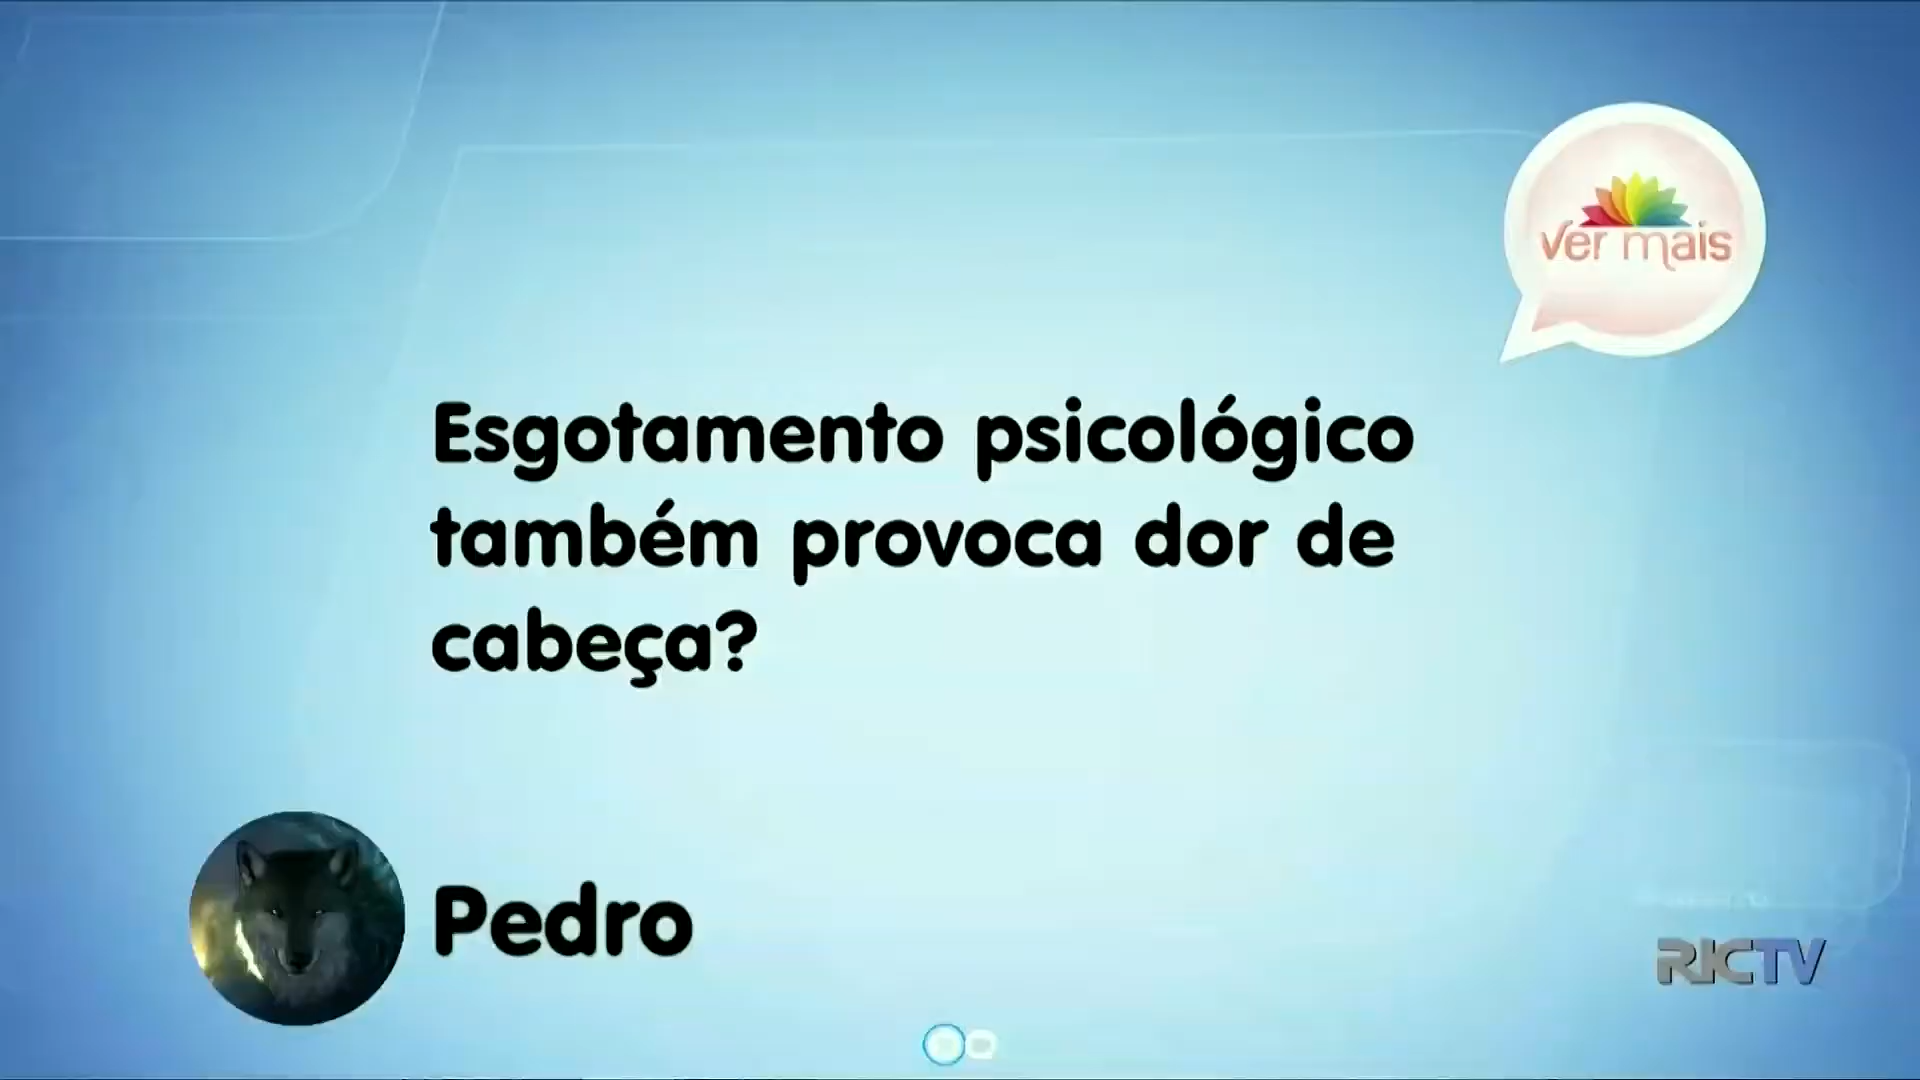 ver mais
Esgotamento psicológico
também provoca dor de
cabeça?
Pedro
RICTV